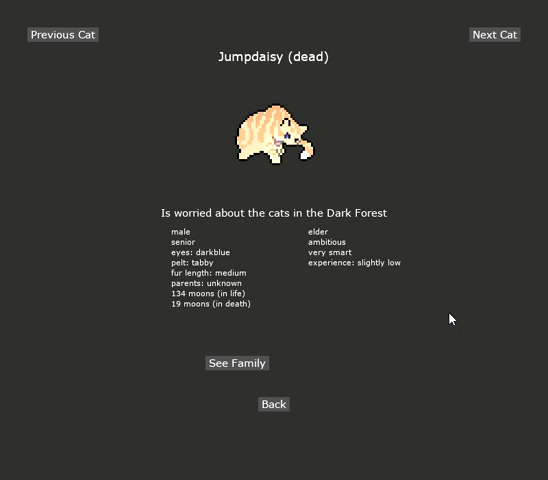 Previous Cat
Next Cat
Jumpdaisy (dead)
Is worried about the cats in the Dark Forest
male
senior
eyes: darkblue
pelt: tabby
fur length: medium
parents: unknown
134 moons (in life)
19 moons (in death)
elder
ambitious
very smart
experience: slightly low
See Family
Back